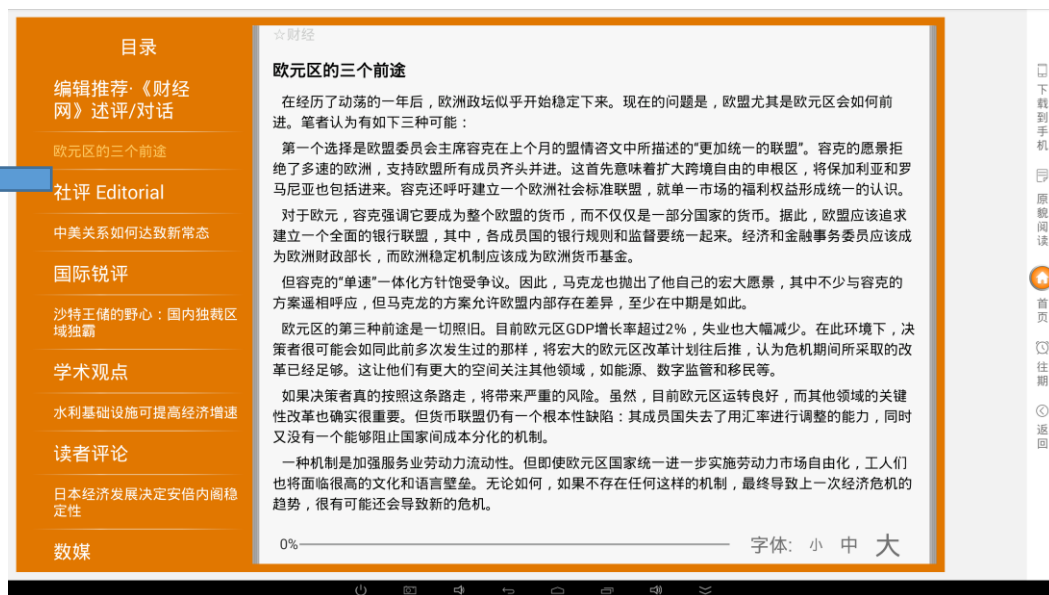 目录
编辑推荐·《财经
网》述评/对话
欧元区的三个前途
社评 Editorial
中美关系如何达致新常态
国际锐评
沙特王储的野心：国内独裁区
域独霸
学术观点
水利基础设施可提高经济增速
读者评论
日本经济发展决定安倍内阁稳
定性
数媒
☆财经
欧元区的三个前途
在经历了动荡的一年后，欧洲政坛似乎开始稳定下来。现在的问题是，欧盟尤其是欧元区会如何前
进。笔者认为有如下三种可能：
第一个选择是欧盟委员会主席容克在上个月的盟情咨文中所描述的“更加统一的联盟”。容克的愿景拒
绝了多速的欧洲，支持欧盟所有成员齐头并进。这首先意味着扩大跨境自由的申根区，将保加利亚和罗
马尼亚也包括进来。容克还呼吁建立一个欧洲社会标准联盟，就单一市场的福利权益形成统一的认识。
对于欧元，容克强调它要成为整个欧盟的货币，而不仅仅是一部分国家的货币。据此，欧盟应该追求
建立一个全面的银行联盟，其中，各成员国的银行规则和监督要统一起来。经济和金融事务委员应该成
为欧洲财政部长，而欧洲稳定机制应该成为欧洲货币基金。
但容克的“单速”一体化方针饱受争议。因此，马克龙也抛出了他自己的宏大愿景，其中不少与容克的
方案遥相呼应，但马克龙的方案允许欧盟内部存在差异，至少在中期是如此。
欧元区的第三种前途是一切照旧。目前欧元区GDP增长率超过2%，失业也大幅减少。在此环境下，决
策者很可能会如同此前多次发生过的那样，将宏大的欧元区改革计划往后推，认为危机期间所采取的改
革已经足够。这让他们有更大的空间关注其他领域，如能源、数字监管和移民等。
如果决策者真的按照这条路走，将带来严重的风险。虽然，目前欧元区运转良好，而其他领域的关键
性改革也确实很重要。但货币联盟仍有一个根本性缺陷：其成员国失去了用汇率进行调整的能力，同时
又没有一个能够阻止国家间成本分化的机制。
一种机制是加强服务业劳动力流动性。但即使欧元区国家统一进一步实施劳动力市场自由化，工人们
也将面临很高的文化和语言壁垒。无论如何，如果不存在任何这样的机制，最终导致上一次经济危机的
趋势，很有可能还会导致新的危机。
0%
字体: 小 中 大
下载到手机
原貌阅读
首页
往期
返回